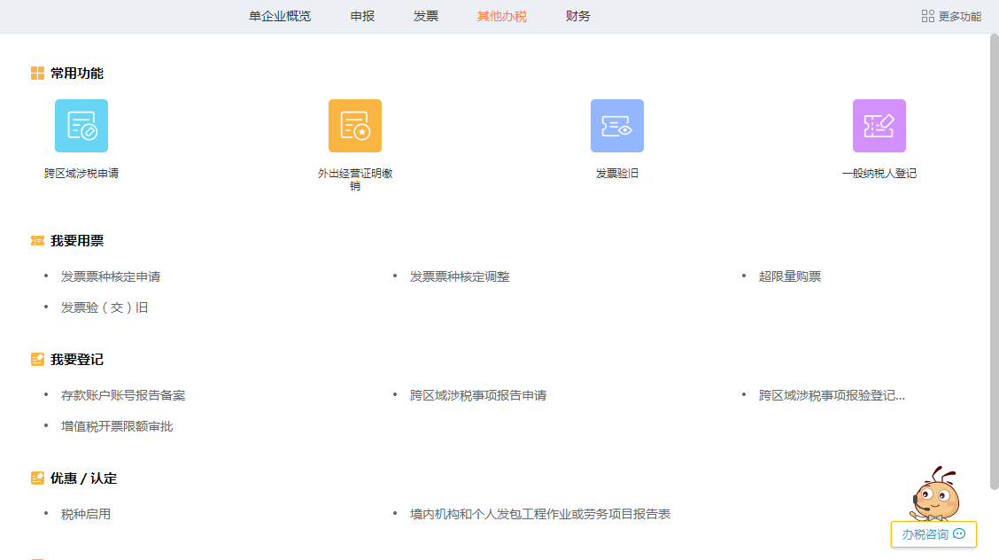 单企业概览 申报 发票 其他办税 财务 更多功能
常用功能
跨区域涉税申请 外出经营证明缴 发票验旧 一般纳税人登记
销
我要用票
• 发票票种核定申请 • 发票票种核定调整 • 超限量购票
• 发票验（交）旧
我要登记
• 存款账户账号报告备案 • 跨区域涉税事项报告申请 • 跨区域涉税事项报验登记...
• 增值税开票限额审批
优惠 / 认定
• 税种启用 • 境内机构和个人发包工程作业或劳务项目报告表
办税咨询